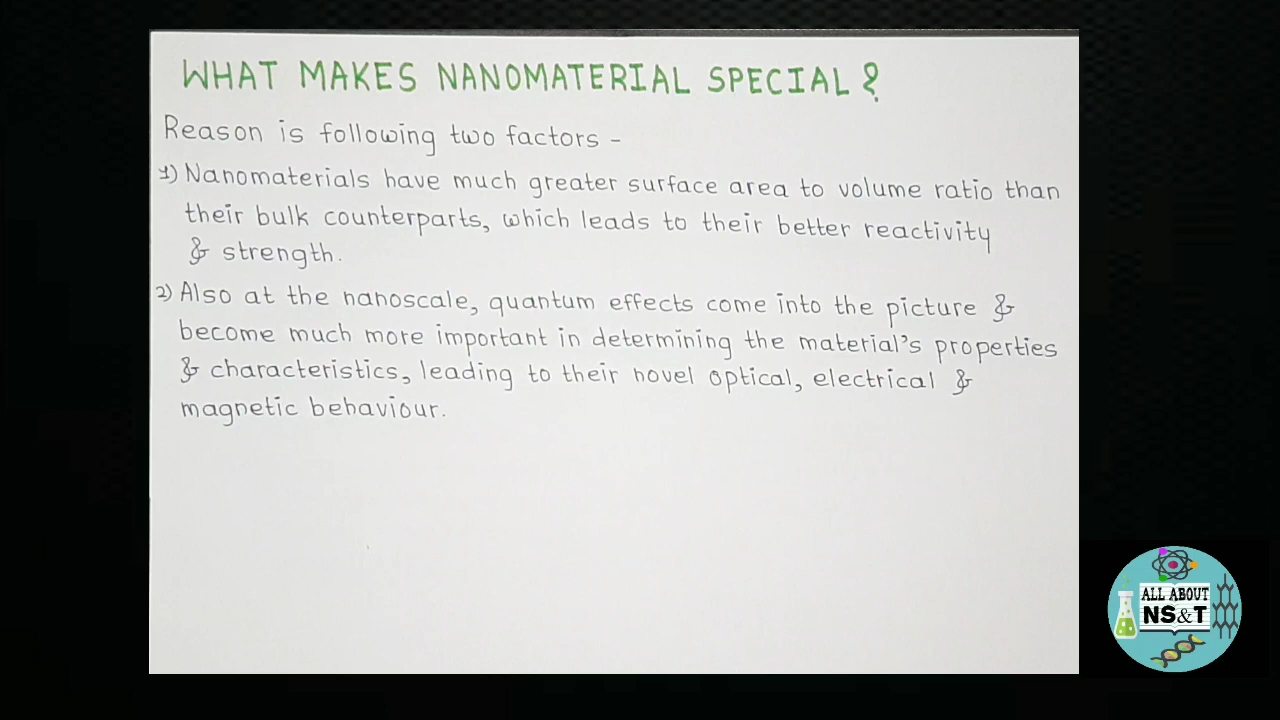 WHAT MAKES NANOMATERIAL SPECIAL?
Reason is following two factors -
1) Nanomaterials have much greater surface area to volume ratio than
their bulk counterparts, which leads to their better reactivity
& strength.
2) Also at the nanoscale, quantum effects come into the picture &
become much more important in determining the material's properties
& characteristics, leading to their novel optical, electrical &
magnetic behaviour.
ALL ABOUT
NS&T